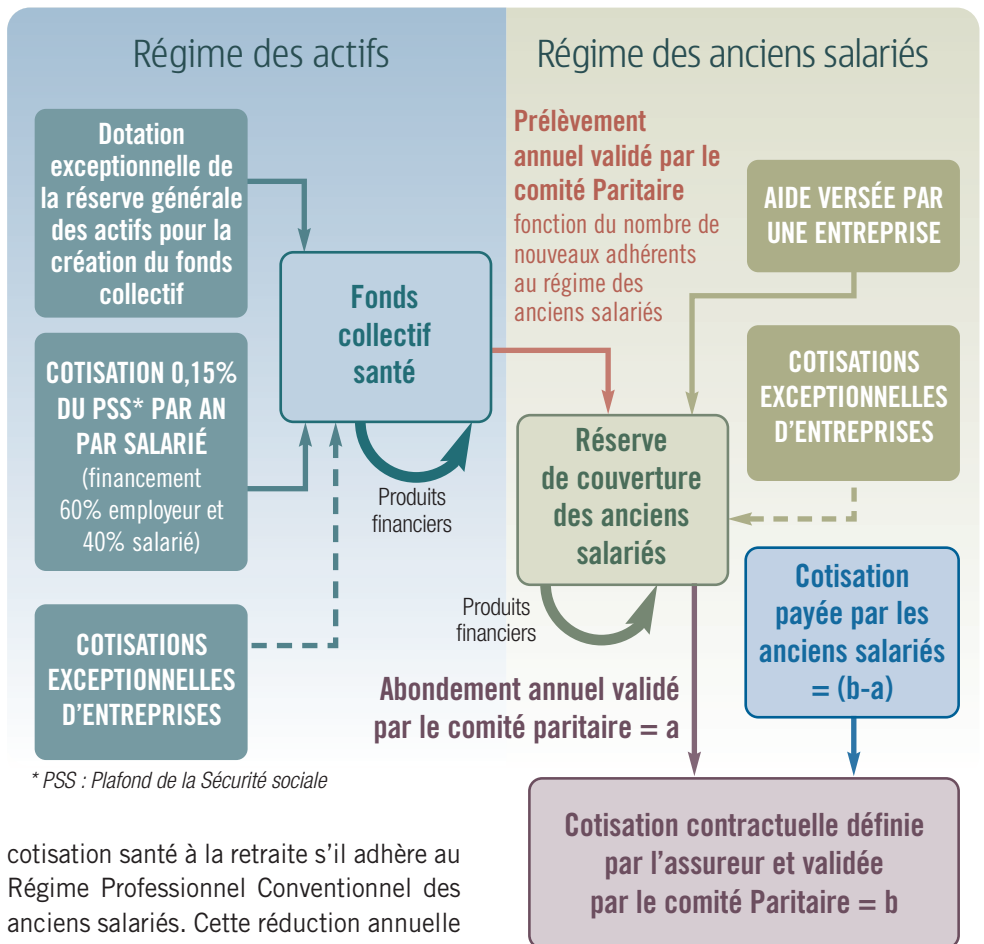 Régime des actifs
Régime des anciens salariés
Dotation
exceptionnelle de
la réserve générale
des actifs pour la
création du fonds
collectif
COTISATION 0,15%
DU PSS* PAR AN
PAR SALARIÉ
(financement
60% employeur et
40% salarié)
COTISATIONS
EXCEPTIONNELLES
D'ENTREPRISES
Fonds
collectif
santé
Produits
financiers
Prélèvement
annuel validé par le
comité Paritaire
fonction du nombre de
nouveaux adhérents
au régime des
anciens salariés
AIDE VERSÉE PAR
UNE ENTREPRISE
COTISATIONS
EXCEPTIONNELLES
D'ENTREPRISES
Réserve
de couverture
des anciens
salariés
Produits
financiers
Cotisation
payée par les
anciens salariés
= (b-a)
Abondement annuel validé
par le comité paritaire = a
* PSS : Plafond de la Sécurité sociale
Cotisation contractuelle définie
par l'assureur et validée
par le comité Paritaire = b
cotisation santé à la retraite s'il adhère au
Régime Professionnel Conventionnel des
anciens salariés. Cette réduction annuelle